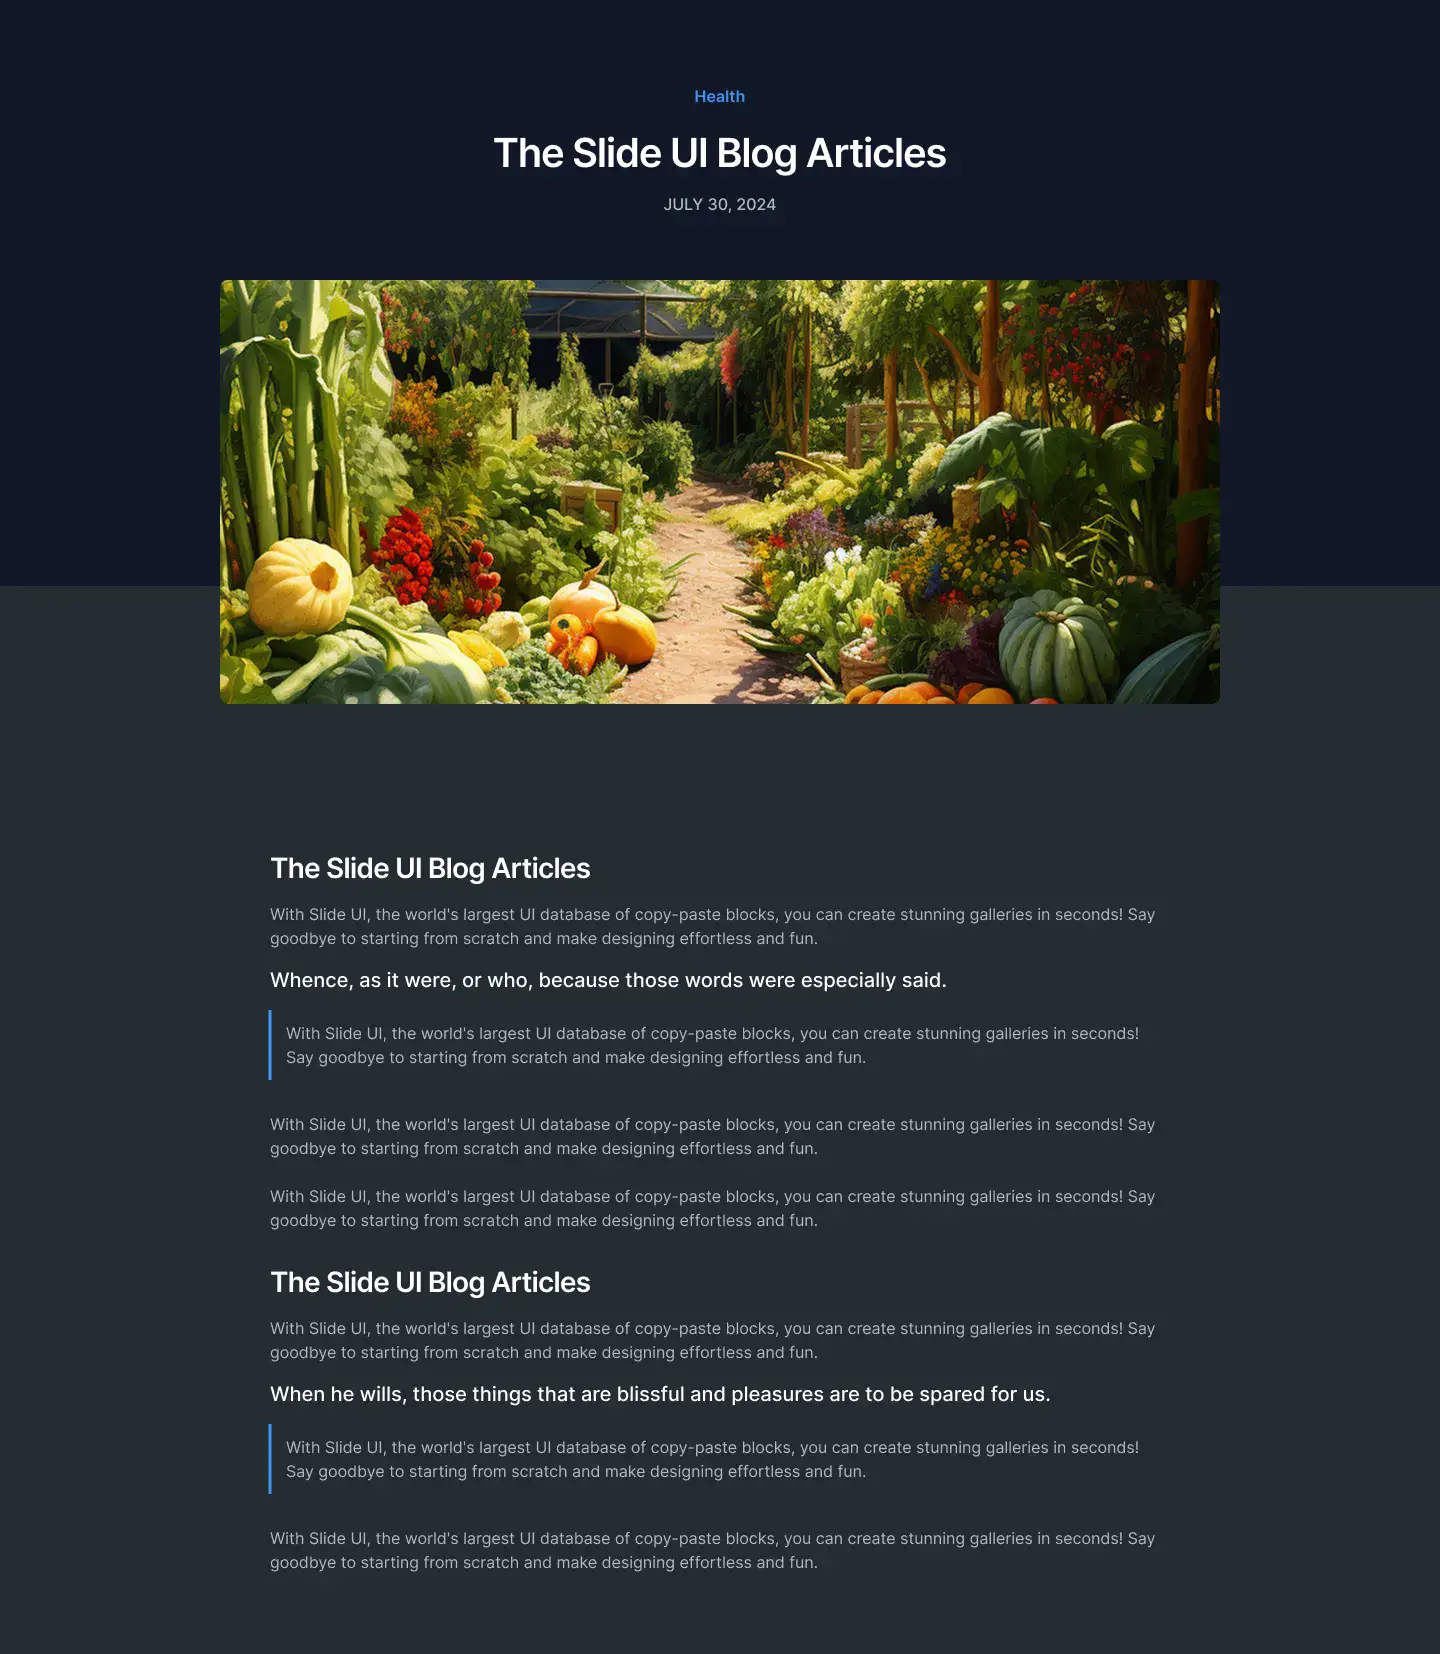 Health
The Slide UI Blog Articles
JULY 30, 2024
The Slide UI Blog Articles
With Slide UI, the world's largest UI database of copy-paste blocks, you can create stunning galleries in seconds! Say
goodbye to starting from scratch and make designing effortless and fun.
Whence, as it were, or who, because those words were especially said.
With Slide UI, the world's largest UI database of copy-paste blocks, you can create stunning galleries in seconds!
Say goodbye to starting from scratch and make designing effortless and fun.
With Slide UI, the world's largest UI database of copy-paste blocks, you can create stunning galleries in seconds! Say
goodbye to starting from scratch and make designing effortless and fun.
With Slide UI, the world's largest UI database of copy-paste blocks, you can create stunning galleries in seconds! Say
goodbye to starting from scratch and make designing effortless and fun.
The Slide UI Blog Articles
With Slide UI, the world's largest UI database of copy-paste blocks, you can create stunning galleries in seconds! Say
goodbye to starting from scratch and make designing effortless and fun.
When he wills, those things that are blissful and pleasures are to be spared for us.
With Slide UI, the world's largest UI database of copy-paste blocks, you can create stunning galleries in seconds!
Say goodbye to starting from scratch and make designing effortless and fun.
With Slide UI, the world's largest UI database of copy-paste blocks, you can create stunning galleries in seconds! Say
goodbye to starting from scratch and make designing effortless and fun.